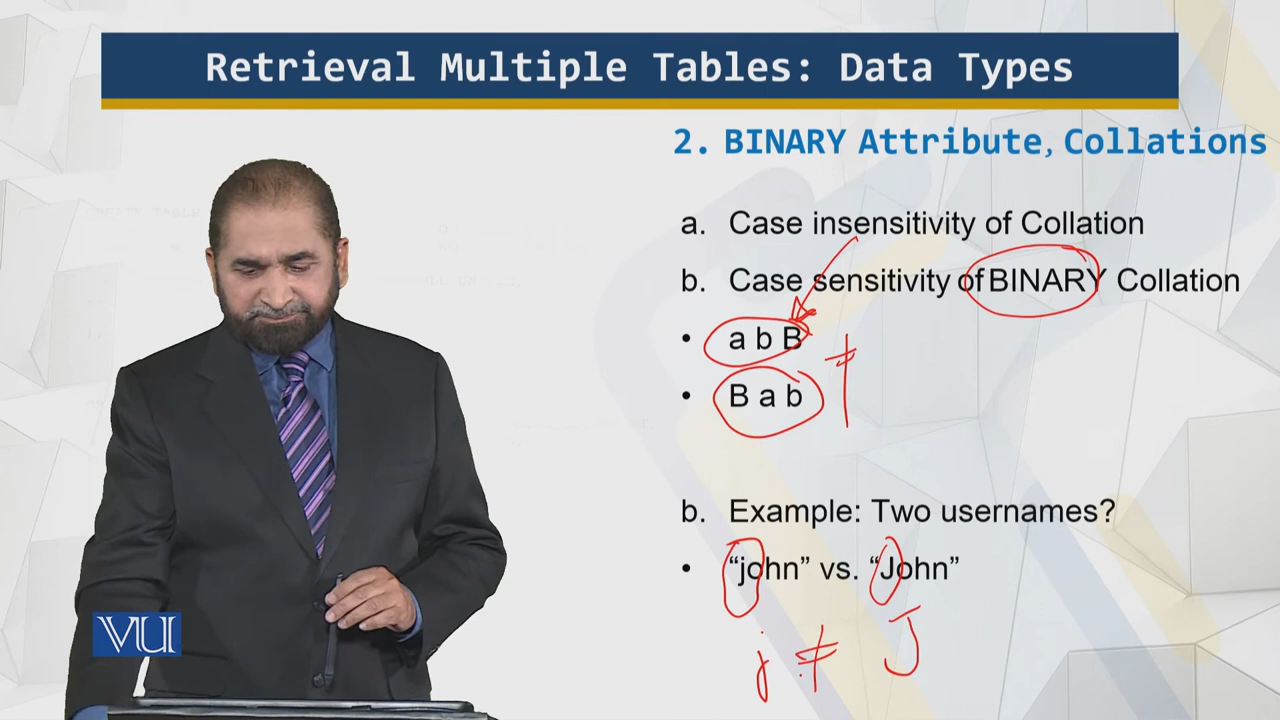 Retrieval Multiple Tables: Data Types
2. BINARY Attribute, Collations
a. Case insensitivity of Collation
b. Case sensitivity of BINARY Collation
• a b B
• B a b
≠
b. Example: Two usernames?
• “john” vs. “John”
j ≠ J
VU